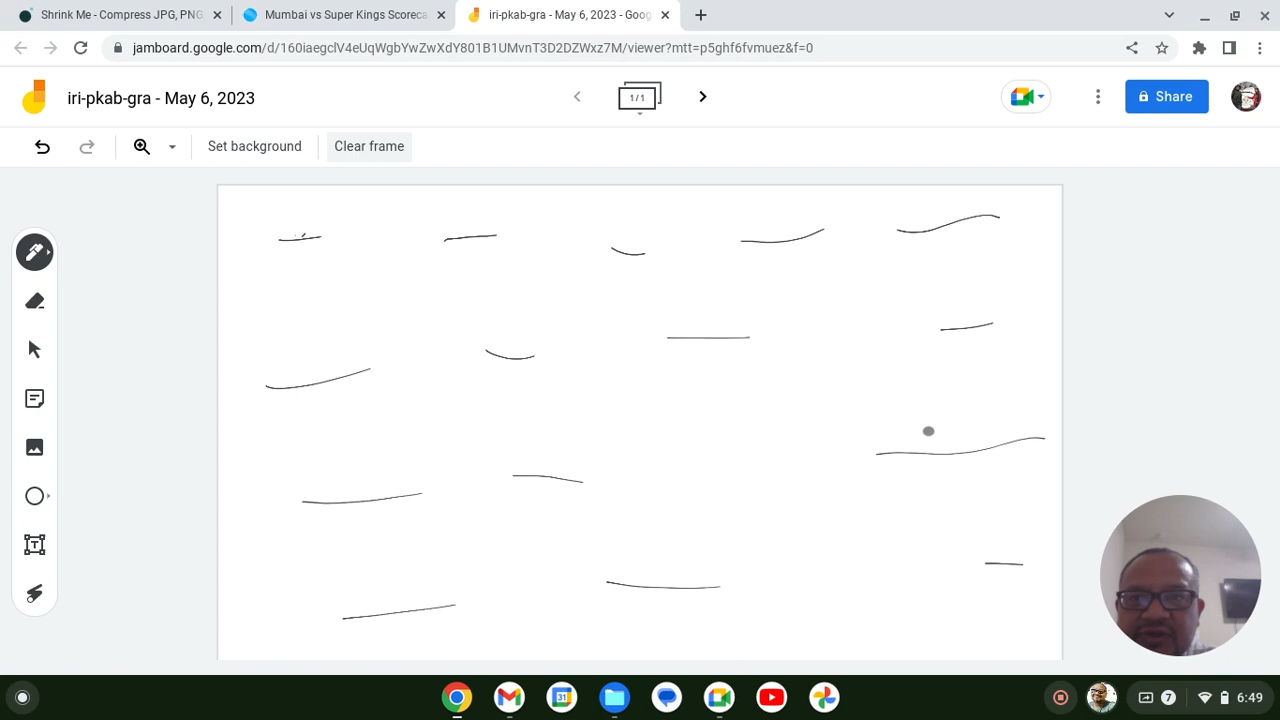 Shrink Me - Compress JPG, PNG
Mumbai vs Super Kings Scoreca
iri-pkab-gra - May 6, 2023 - Goog
jamboard.google.com/d/160iaegclV4eUqWgbYwZwXdY801B1UMvnT3D2DZWxz7M/viewer?mtt=p5ghf6fvmuez&f=0
iri-pkab-gra - May 6, 2023
1/1
Share
Set background
Clear frame
T
31
7
6:49